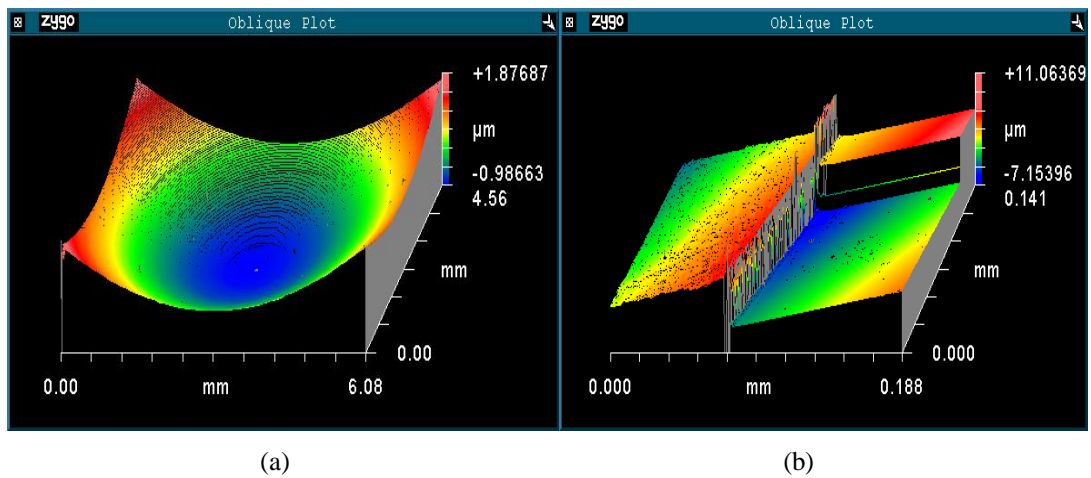 zygo Oblique Plot
+1.87687
µm
-0.98663
4.56
mm
0.00
0.00 mm 6.08
zygo Oblique Plot
+11.06369
µm
-7.15396
0.141
mm
0.000
0.000 mm 0.188
(a) (b)